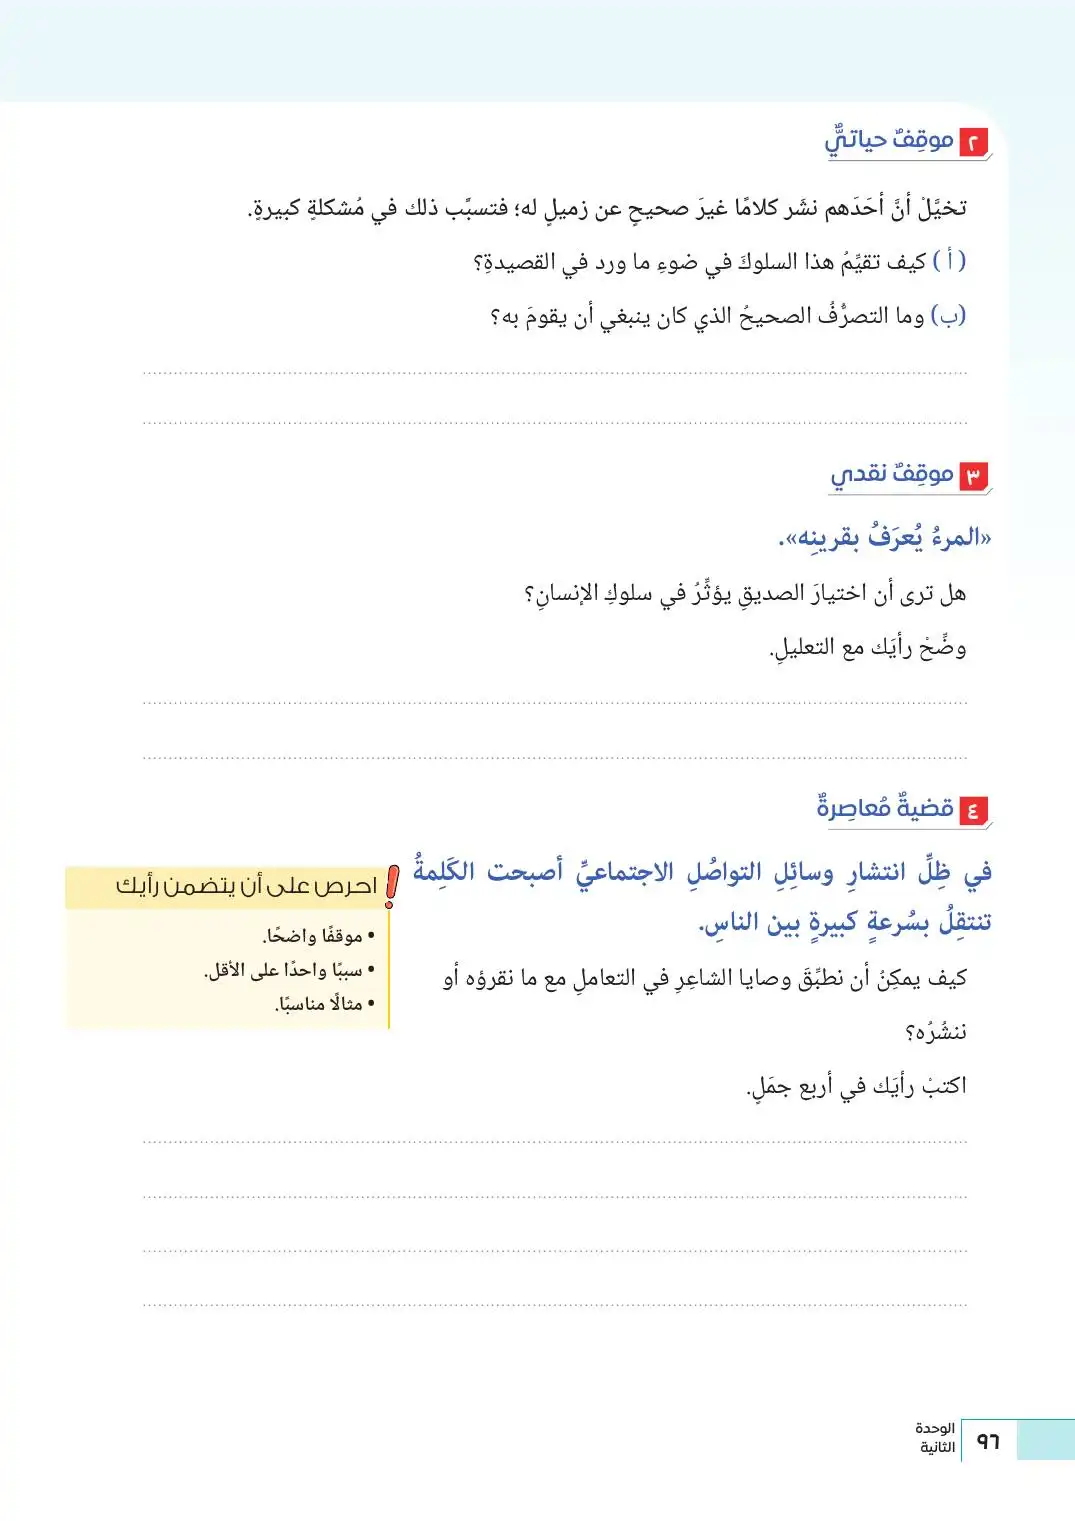 ٢ موقِفٌ حياتيٌّ
تخيَّلْ أنَّ أحَدَهم نشَر كلامًا غيرَ صحيحٍ عن زميلٍ له؛ فتسبَّب ذلك في مُشكلةٍ كبيرةٍ.
( أ ) كيف تقيِّمُ هذا السلوكَ في ضوءِ ما ورد في القصيدةِ؟
(ب) وما التصرُّفُ الصحيحُ الذي كان ينبغي أن يقومَ به؟
٣ موقِفٌ نقدي
«المرءُ يُعرَفُ بقرينِه».
هل ترى أن اختيارَ الصديقِ يؤثِّرُ في سلوكِ الإنسانِ؟
وضِّحْ رأيَك مع التعليلِ.
٤ قضيةٌ مُعاصِرةٌ
في ظِلِّ انتشارِ وسائِلِ التواصُلِ الاجتماعيِّ أصبحت الكَلِمةُ
تنتقِلُ بسُرعةٍ كبيرةٍ بين الناسِ.
كيف يمكِنُ أن نطبِّقَ وصايا الشاعِرِ في التعاملِ مع ما نقرؤه أو
ننشُرُه؟
اكتبْ رأيَك في أربع جمَلٍ.
! احرص على أن يتضمن رأيك
• موقفًا واضحًا.
• سببًا واحدًا على الأقل.
• مثالًا مناسبًا.
٩٦
الوحدة
الثانية